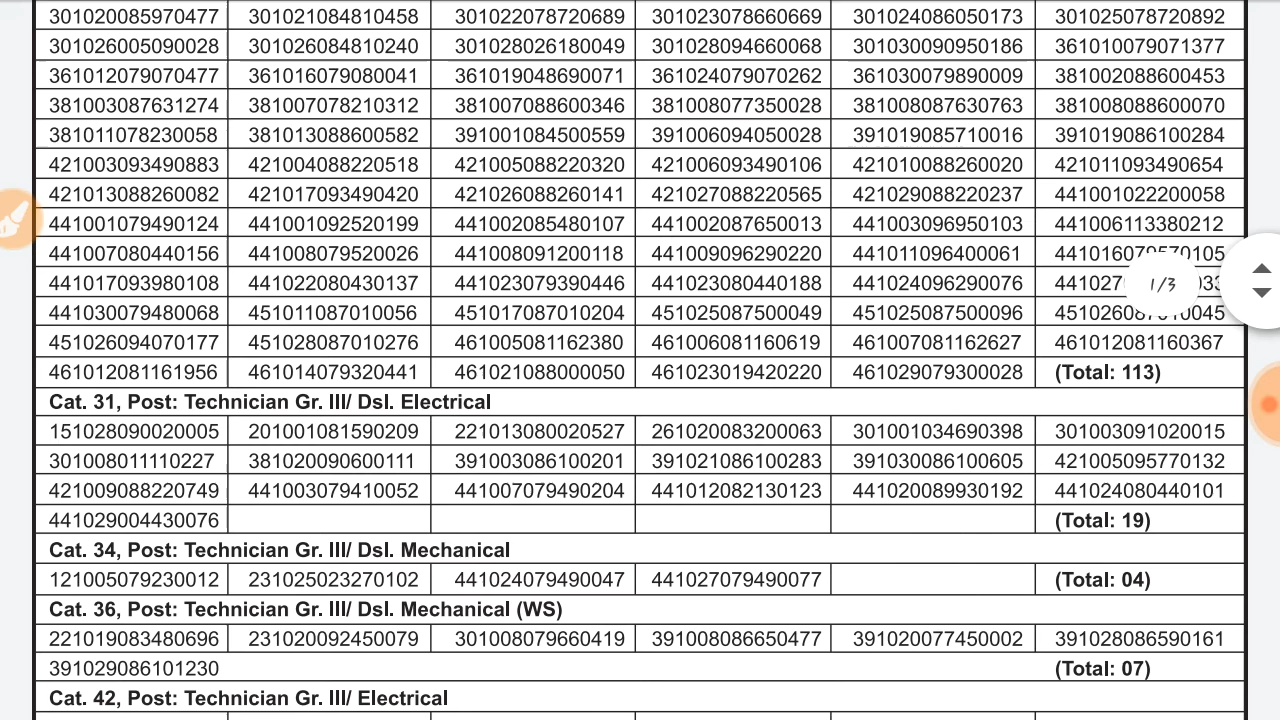 301020085970477 301021084810458 301022078720689 301023078660669 301024086050173 301025078720892
301026005090028 301026084810240 301028026180049 301028094660068 301030090950186 361010079071377
361012079070477 361016079080041 361019048690071 361024079070262 361030079890009 381002088600453
381003087631274 381007078210312 381007088600346 381008077350028 381008087630763 381008088600070
381011078230058 381013088600582 391001084500559 391006094050028 391019085710016 391019086100284
421003093490883 421004088220518 421005088220320 421006093490106 421010088260020 421011093490654
421013088260082 421017093490420 421026088260141 421027088220565 421029088220237 441001022200058
441001079490124 441001092520199 441002085480107 441002087650013 441003096950103 441006113380212
441007080440156 441008079520026 441008091200118 441009096290220 441011096400061
441017093980108 441022080430137 441023079390446 441023080440188 441024096290076
1/3
441030079480068 451011087010056 451017087010204 451025087500049 451025087500096
451026094070177 451028087010276 461005081162380 461006081160619 461007081162627 461012081160367
461012081161956 461014079320441 461021088000050 461023019420220 461029079300028 (Total: 113)
Cat. 31, Post: Technician Gr. III/ Dsl. Electrical
151028090020005 201001081590209 221013080020527 261020083200063 301001034690398 301003091020015
301008011110227 381020090600111 391003086100201 391021086100283 391030086100605 421005095770132
421009088220749 441003079410052 441007079490204 441012082130123 441020089930192 441024080440101
441029004430076 (Total: 19)
Cat. 34, Post: Technician Gr. III/ Dsl. Mechanical
121005079230012 231025023270102 441024079490047 441027079490077 (Total: 04)
Cat. 36, Post: Technician Gr. III/ Dsl. Mechanical (WS)
221019083480696 231020092450079 301008079660419 391008086650477 391020077450002 391028086590161
391029086101230 (Total: 07)
Cat. 42, Post: Technician Gr. III/ Electrical